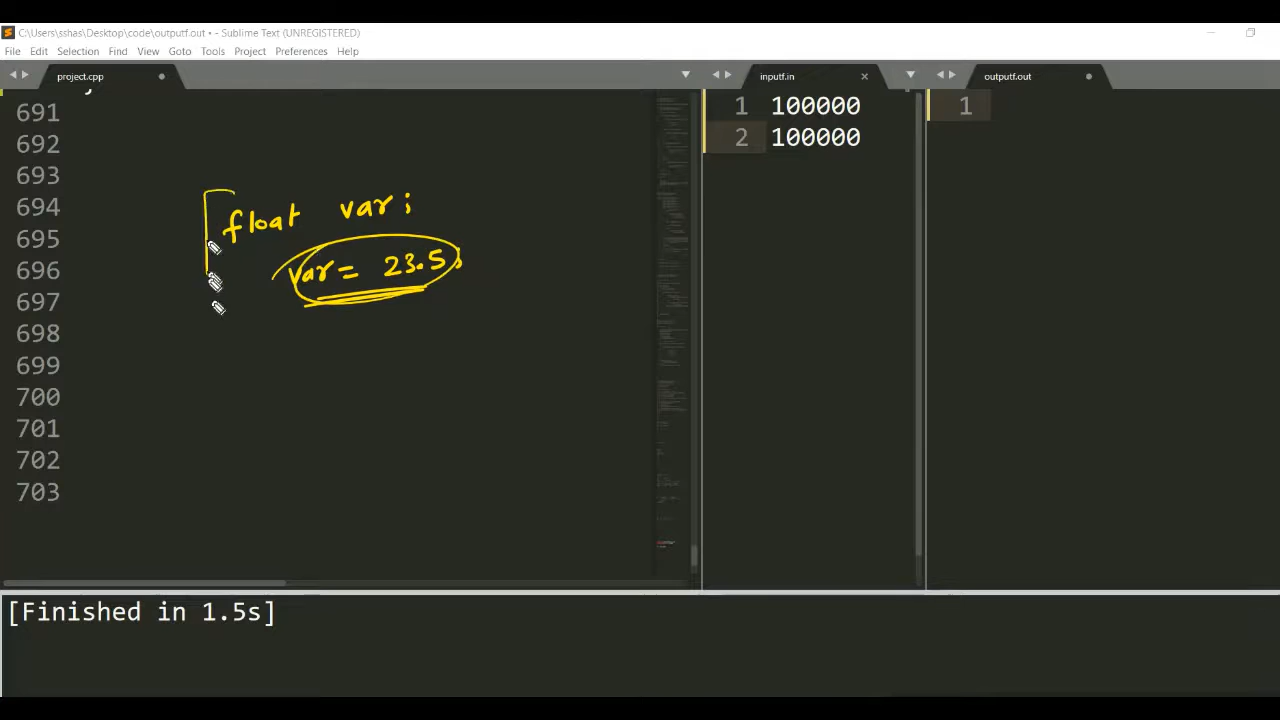 C:\Users\sshas\Desktop\code\outputf.out • - Sublime Text (UNREGISTERED)
File Edit Selection Find View Goto Tools Project Preferences Help
project.cpp
inputf.in
outputf.out
691
692
693
694
695
696
697
698
699
700
701
702
703
float var;
var = 23.5;
1 100000
2 100000
1
[Finished in 1.5s]